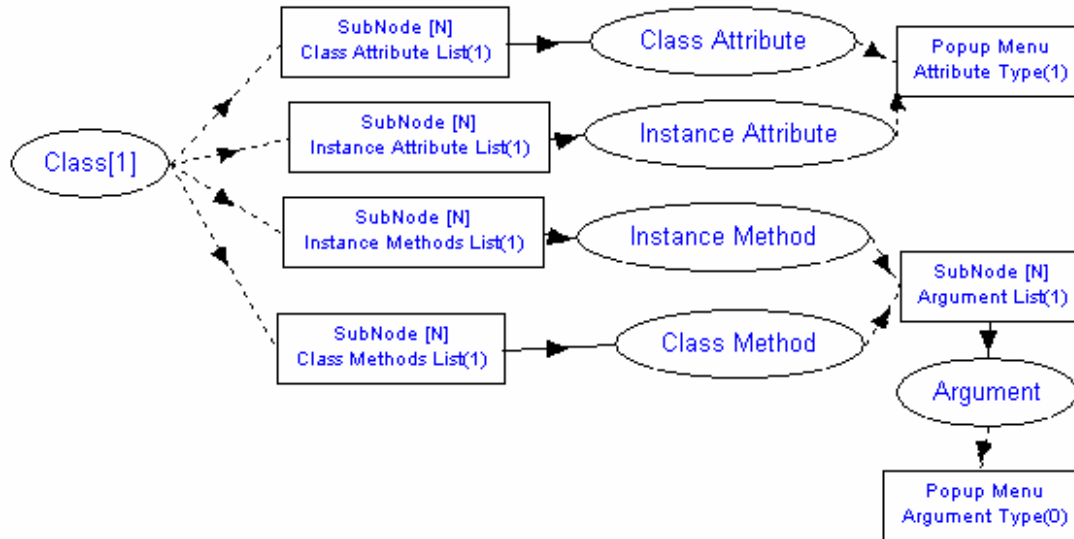 SubNode [N]
Class Attribute List(1)
Class Attribute
Popup Menu
Attribute Type(1)
SubNode [N]
Instance Attribute List(1)
Instance Attribute
Class[1]
SubNode [N]
Instance Methods List(1)
Instance Method
SubNode [N]
Argument List(1)
SubNode [N]
Class Methods List(1)
Class Method
Argument
Popup Menu
Argument Type(0)